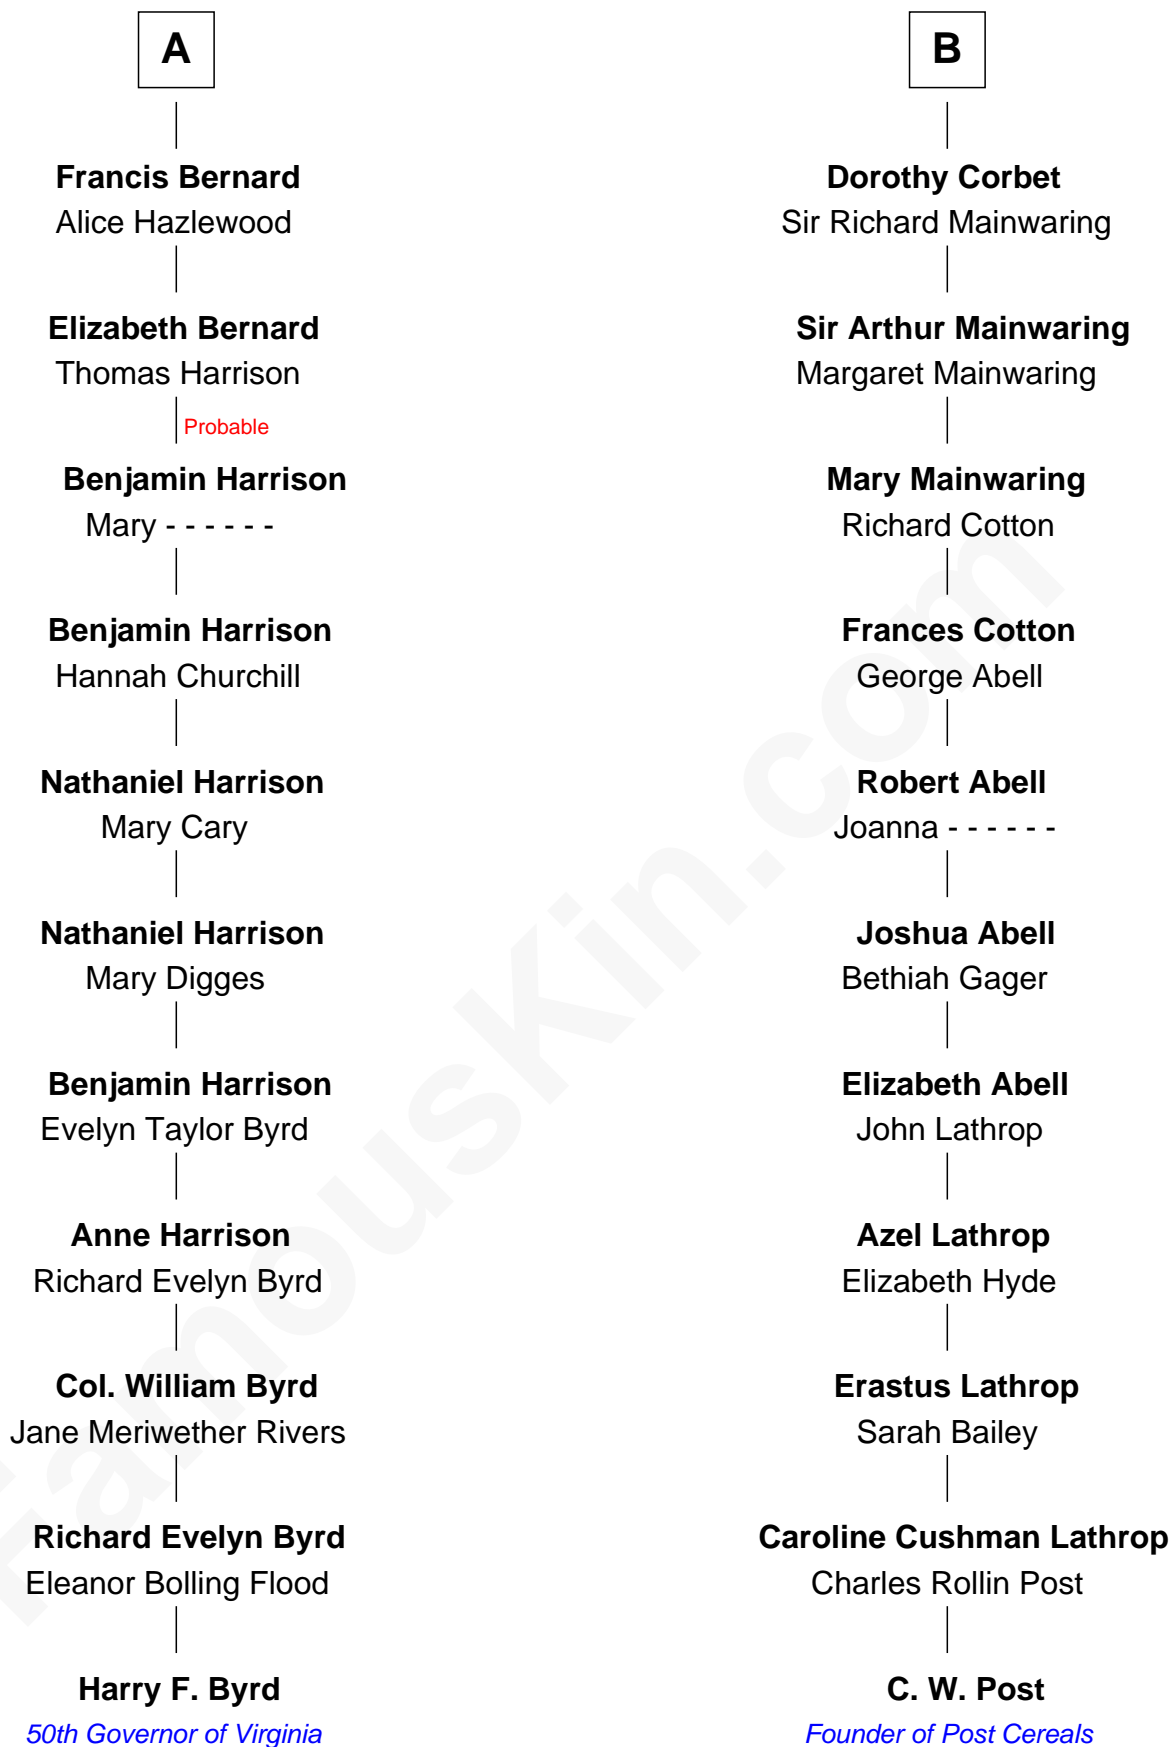 A
Francis Bernard
Alice Hazlewood
Elizabeth Bernard
Thomas Harrison
Probable
Benjamin Harrison
Mary - - - - - -
Benjamin Harrison
Hannah Churchill
Nathaniel Harrison
Mary Cary
Nathaniel Harrison
Mary Digges
Benjamin Harrison
Evelyn Taylor Byrd
Anne Harrison
Richard Evelyn Byrd
Col. William Byrd
Jane Meriwether Rivers
Richard Evelyn Byrd
Eleanor Bolling Flood
Harry F. Byrd
50th Governor of Virginia
B
Dorothy Corbet
Sir Richard Mainwaring
Sir Arthur Mainwaring
Margaret Mainwaring
Mary Mainwaring
Richard Cotton
Frances Cotton
George Abell
Robert Abell
Joanna - - - - - -
Joshua Abell
Bethiah Gager
Elizabeth Abell
John Lathrop
Azel Lathrop
Elizabeth Hyde
Erastus Lathrop
Sarah Bailey
Caroline Cushman Lathrop
Charles Rollin Post
C. W. Post
Founder of Post Cereals
FamousKin.com